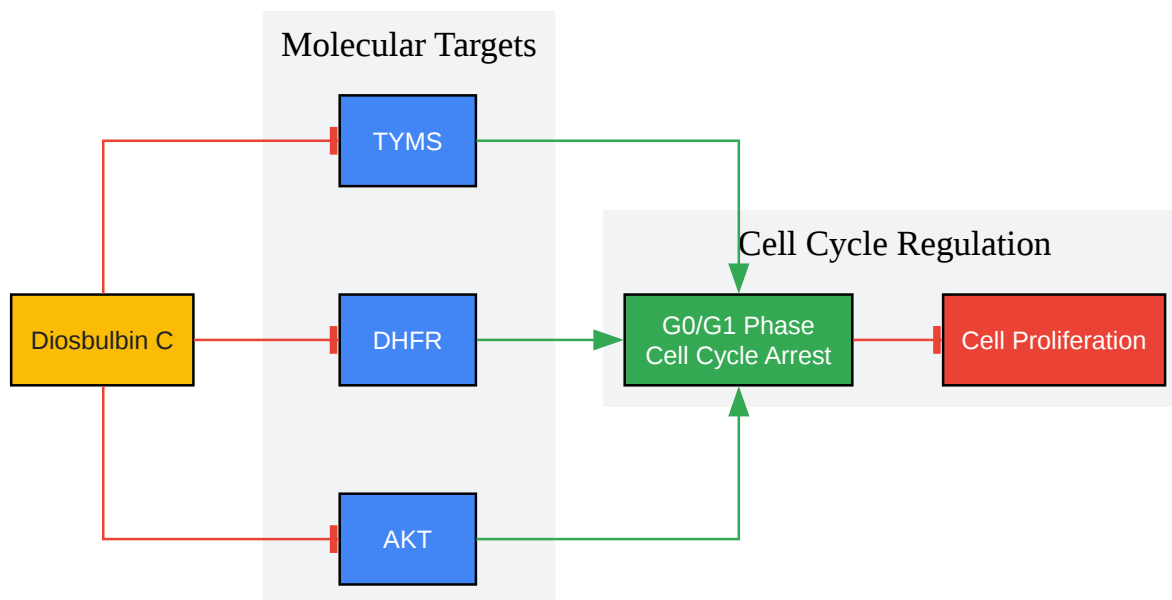 Molecular Targets
TYMS
Cell Cycle Regulation
Diosbulbin C
DHFR
G0/G1 Phase
Cell Cycle Arrest
Cell Proliferation
AKT